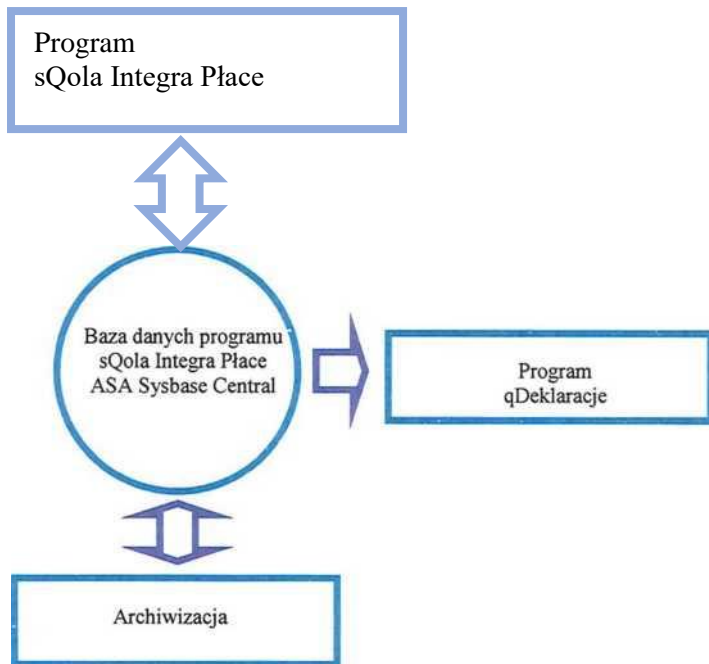 Program
sQola Integra Płace
Baza danych programu
sQola Integra Płace
ASA Sysbase Central
Program
qDeklaracje
Archiwizacja